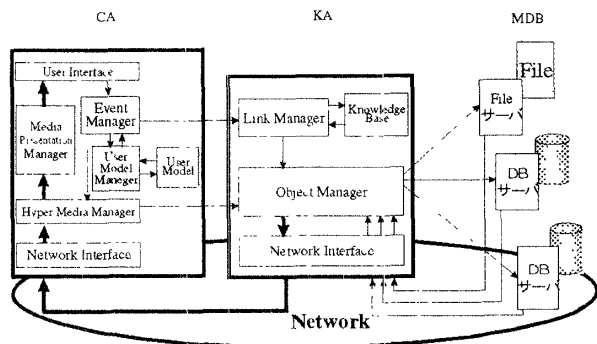 CA
KA
MDB
User Interface
Event
Manager
Media
Presentation
Manager
User
Model
Maneger
User
Model
Hyper Media Manager
Network Interface
Link Manager
Knowledge
Base
Object Manager
Network Interface
File
File
サーバ
DB
サーバ
DB
サーバ
Network